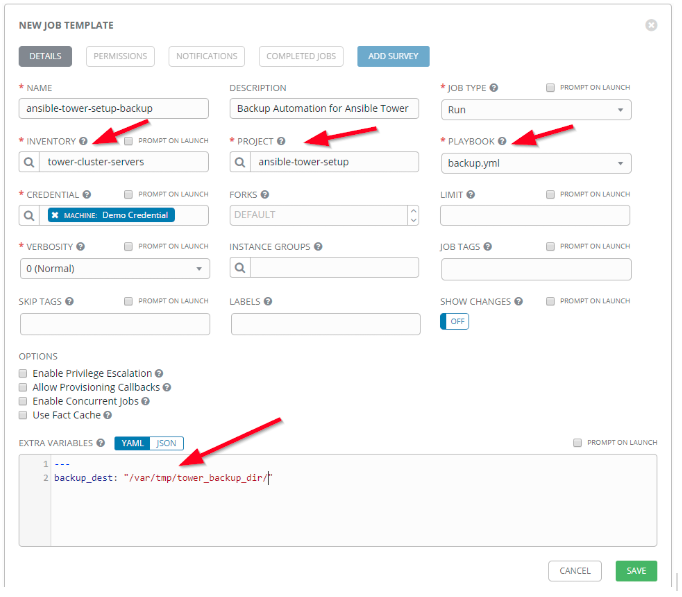 NEW JOB TEMPLATE
DETAILS PERMISSIONS NOTIFICATIONS COMPLETED JOBS ADD SURVEY
* NAME DESCRIPTION * JOB TYPE ? PROMPT ON LAUNCH
ansible-tower-setup-backup Backup Automation for Ansible Tower Run
* INVENTORY ? PROMPT ON LAUNCH * PROJECT ? * PLAYBOOK ? PROMPT ON LAUNCH
tower-cluster-servers ansible-tower-setup backup.yml
* CREDENTIAL ? PROMPT ON LAUNCH FORKS ? LIMIT ? PROMPT ON LAUNCH
MACHINE: Demo Credential DEFAULT
* VERBOSITY ? PROMPT ON LAUNCH INSTANCE GROUPS ? JOB TAGS ? PROMPT ON LAUNCH
0 (Normal)
SKIP TAGS ? PROMPT ON LAUNCH LABELS ? SHOW CHANGES ? PROMPT ON LAUNCH
OFF
OPTIONS
Enable Privilege Escalation ?
Allow Provisioning Callbacks ?
Enable Concurrent Jobs ?
Use Fact Cache ?
EXTRA VARIABLES ? YAML JSON PROMPT ON LAUNCH
1 ---
2 backup_dest: "/var/tmp/tower_backup_dir/"
CANCEL SAVE